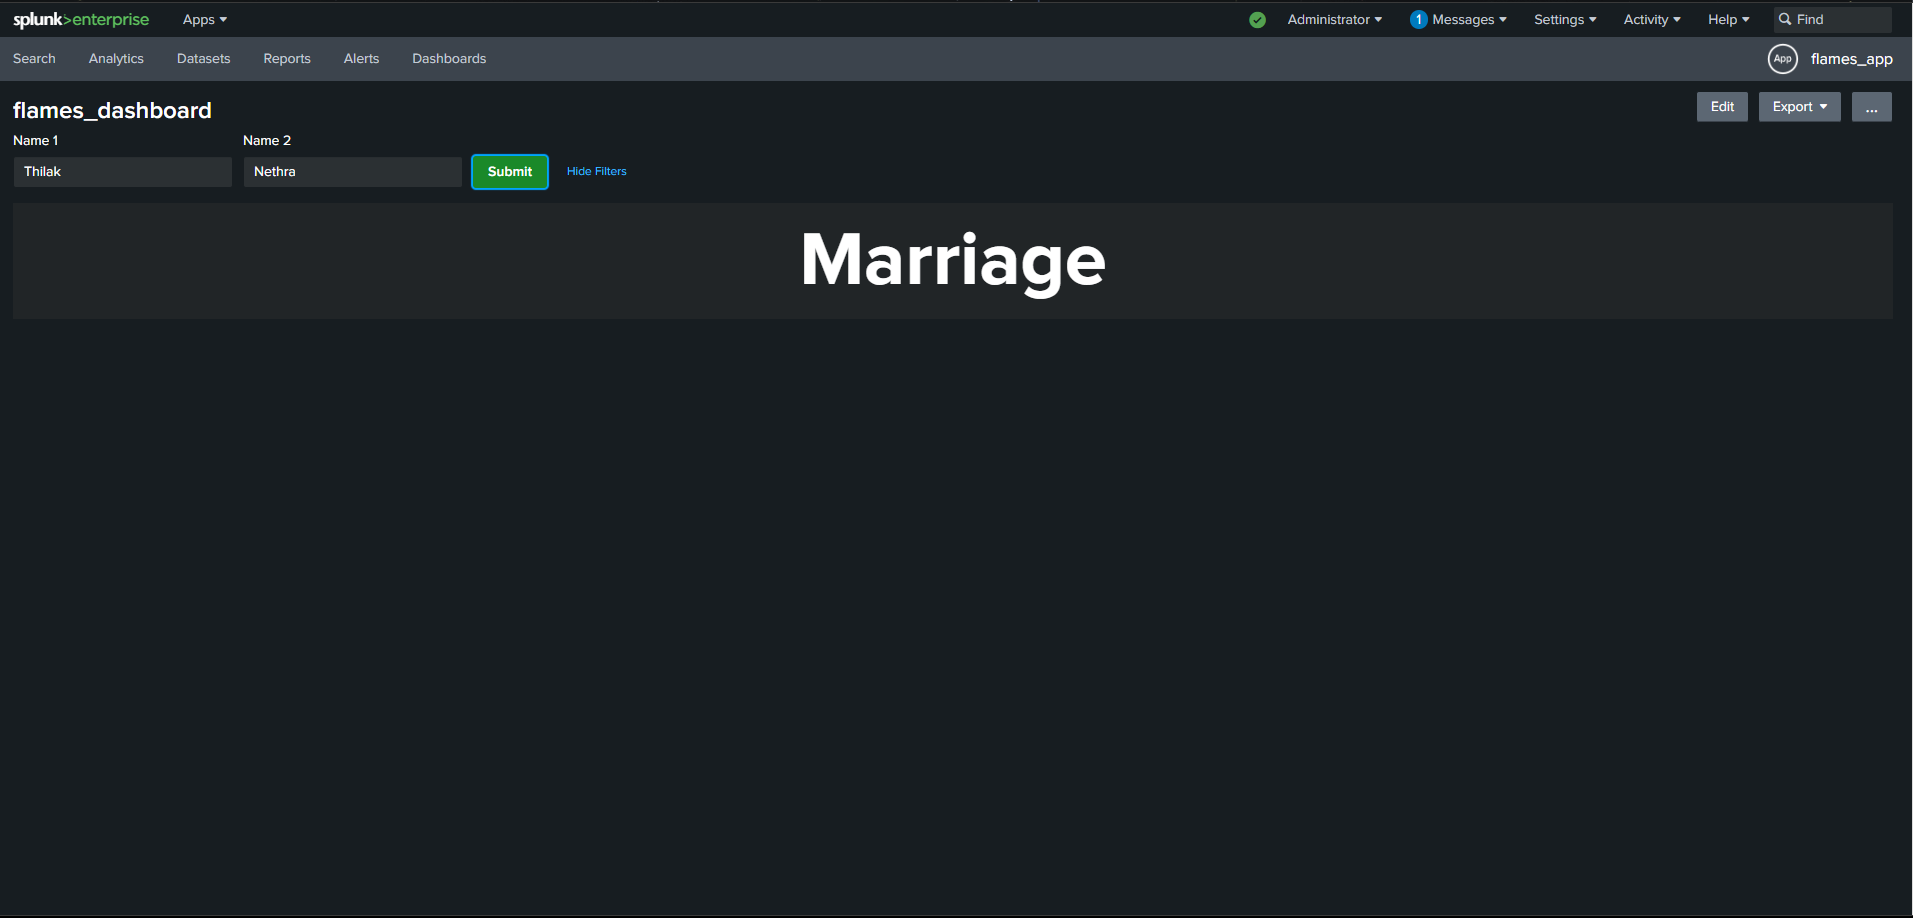 splunk>enterprise Apps Administrator 1 Messages Settings Activity Help Find
Search Analytics Datasets Reports Alerts Dashboards App flames_app
flames_dashboard Edit Export ...
Name 1 Name 2
Thilak Nethra Submit Hide Filters
Marriage